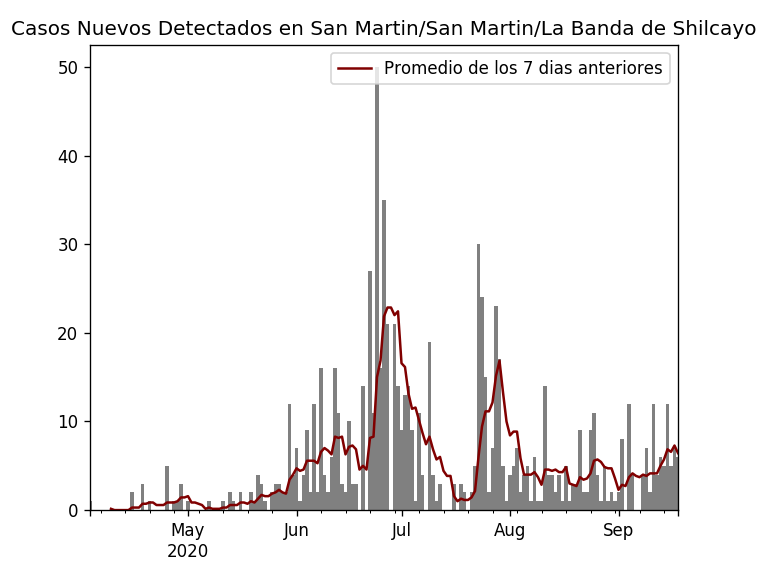 Casos Nuevos Detectados en San Martin/San Martin/La Banda de Shilcayo
Promedio de los 7 dias anteriores
50
40
30
20
10
0
May Jun Jul Aug Sep
2020